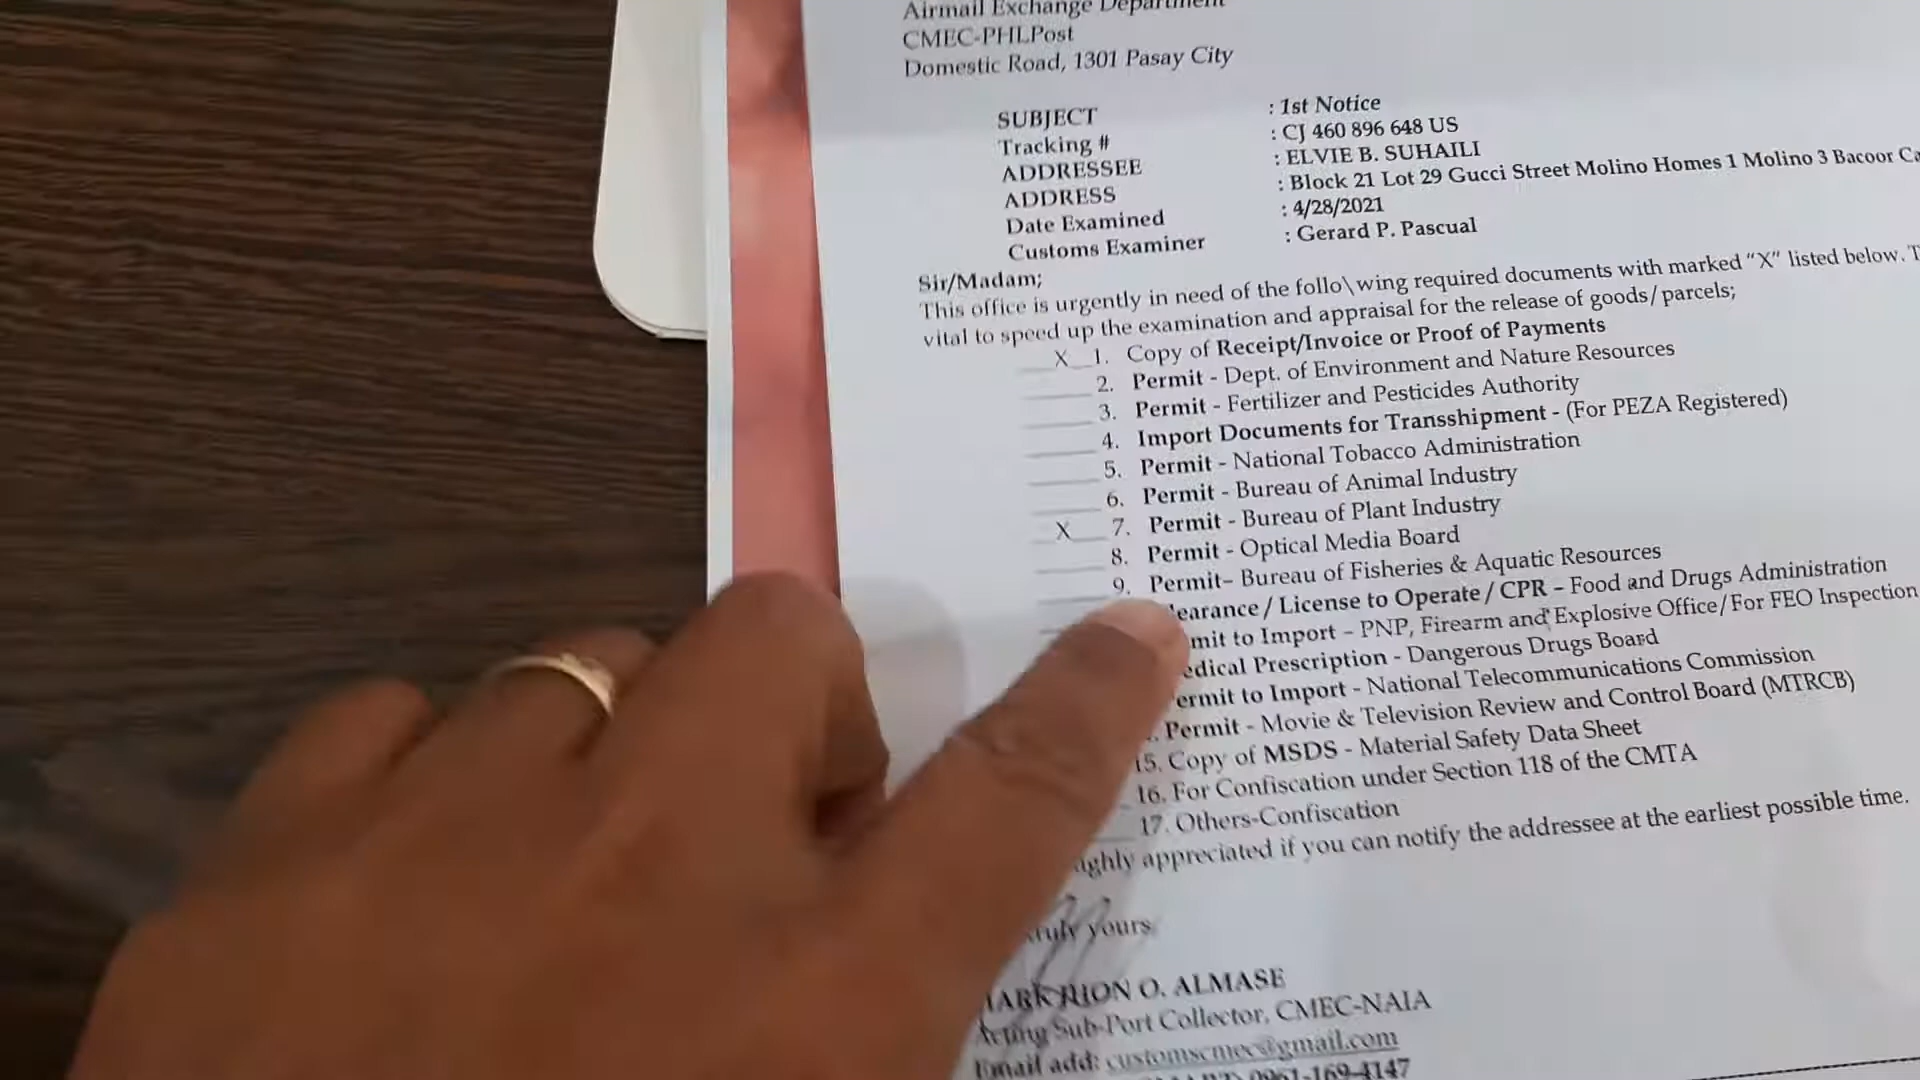 Airmail Exchange Department
CMEC-PHLPost
Domestic Road, 1301 Pasay City
SUBJECT : 1st Notice
Tracking # : CJ 460 896 648 US
ADDRESSEE : ELVIE B. SUHAILI
ADDRESS : Block 21 Lot 29 Gucci Street Molino Homes 1 Molino 3 Bacoor Ca
Date Examined : 4/28/2021
Customs Examiner : Gerard P. Pascual
Sir/Madam;
This office is urgently in need of the follo\wing required documents with marked “X” listed below. T
vital to speed up the examination and appraisal for the release of goods/parcels;
X 1. Copy of Receipt/Invoice or Proof of Payments
2. Permit - Dept. of Environment and Nature Resources
3. Permit - Fertilizer and Pesticides Authority
4. Import Documents for Transshipment - (For PEZA Registered)
5. Permit - National Tobacco Administration
6. Permit - Bureau of Animal Industry
X 7. Permit - Bureau of Plant Industry
8. Permit - Optical Media Board
9. Permit– Bureau of Fisheries & Aquatic Resources
learance / License to Operate / CPR – Food and Drugs Administration
mit to Import – PNP, Firearm and Explosive Office/For FEO Inspection
edical Prescription - Dangerous Drugs Board
ermit to Import - National Telecommunications Commission
. Permit - Movie & Television Review and Control Board (MTRCB)
15. Copy of MSDS - Material Safety Data Sheet
16. For Confiscation under Section 118 of the CMTA
17. Others-Confiscation
ighly appreciated if you can notify the addressee at the earliest possible time.
truly yours
O. ALMASE
Acting Sub-Port Collector, CMEC-NAIA
Email add: customscmec@gmail.com
0961-169-4147